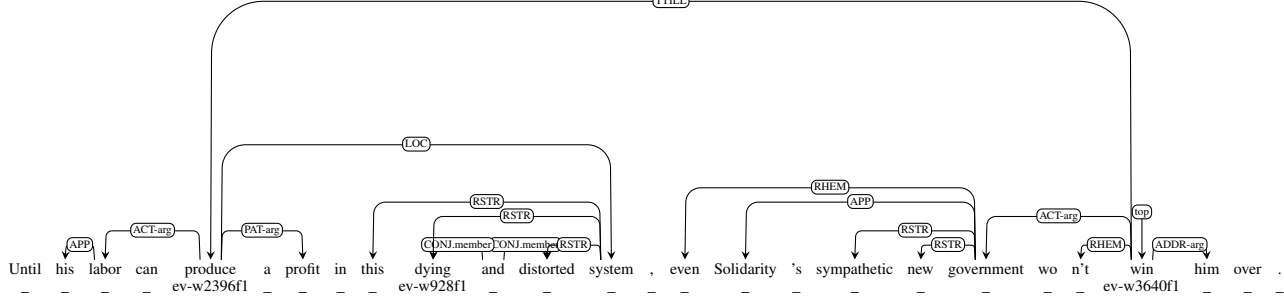 TTILL
LOC
RSTR RHEM
RSTR APP
ACT-arg RSTR ACT-arg top
APP PAT-arg CONJ.member CONJ.member RSTR RSTR RHEM ADDR-arg
Until his labor can produce a profit in this dying and distorted system , even Solidarity 's sympathetic new government wo n't win him over .
_ _ _ _ ev-w2396f1 _ _ _ _ ev-w928f1 _ _ _ _ _ _ _ _ _ _ _ _ ev-w3640f1 _ _ _